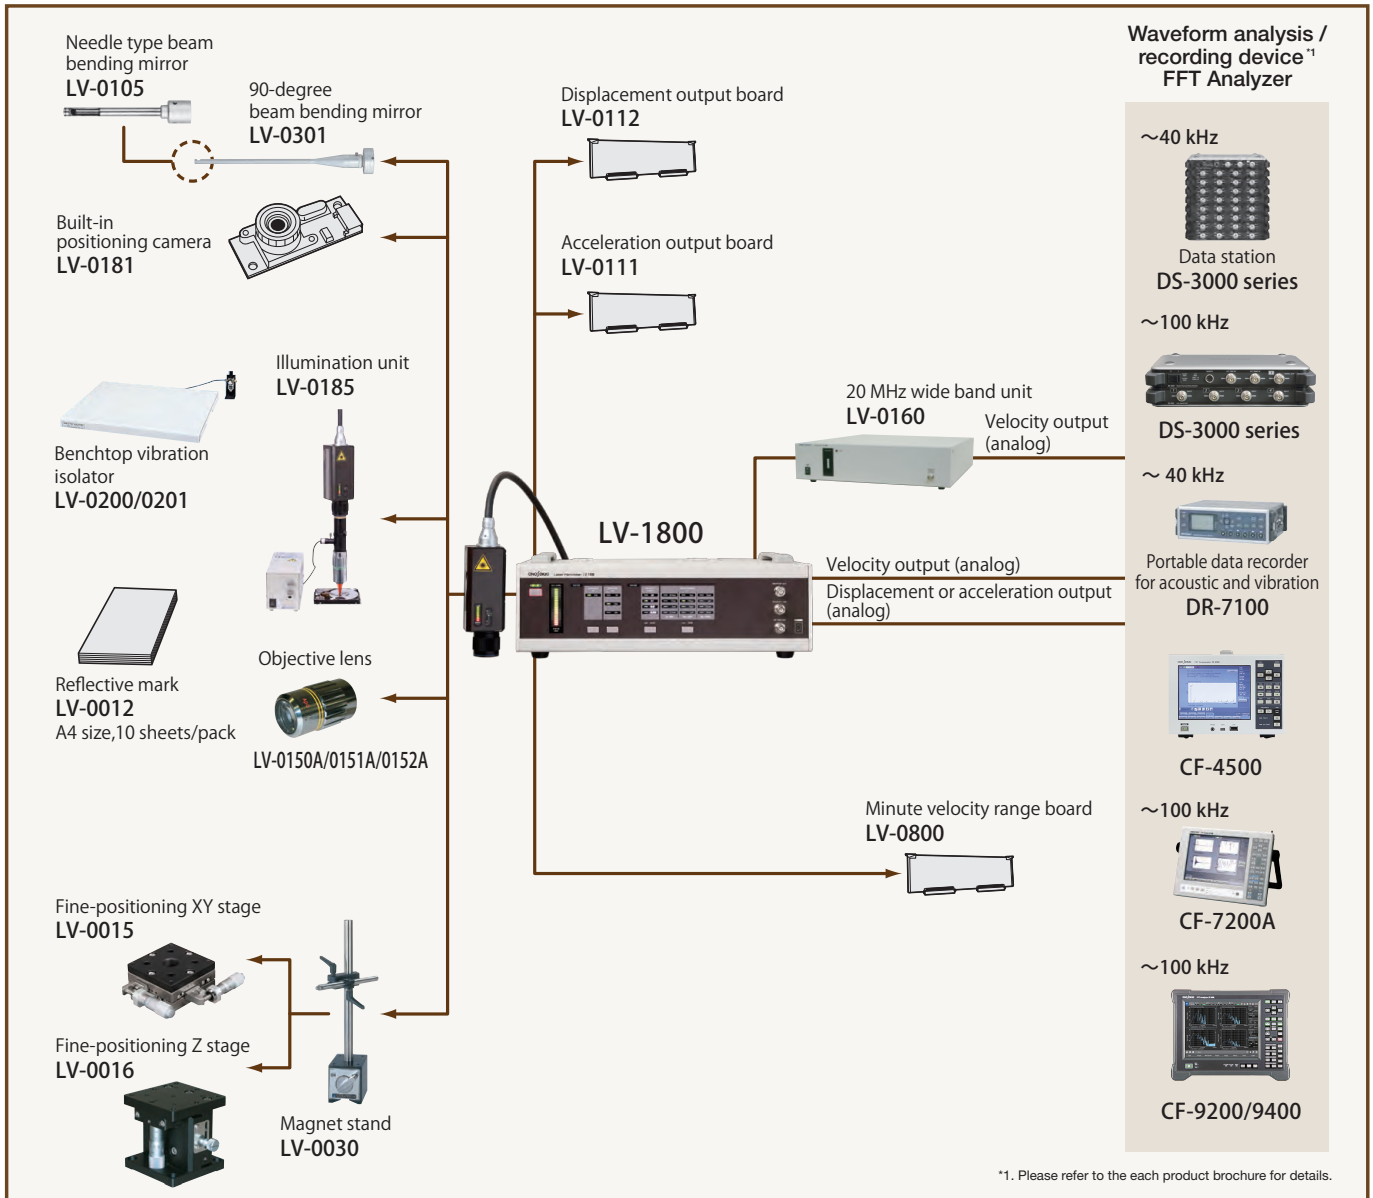 Needle type beam
bending mirror
LV-0105
90-degree
beam bending mirror
LV-0301
Built-in
positioning camera
LV-0181
Illumination unit
LV-0185
Benchtop vibration
isolator
LV-0200/0201
Reflective mark
LV-0012
A4 size,10 sheets/pack
Objective lens
LV-0150A/0151A/0152A
Fine-positioning XY stage
LV-0015
Fine-positioning Z stage
LV-0016
Magnet stand
LV-0030
Displacement output board
LV-0112
Acceleration output board
LV-0111
20 MHz wide band unit
LV-0160
Velocity output
(analog)
LV-1800
Velocity output (analog)
Displacement or acceleration output
(analog)
Minute velocity range board
LV-0800
Waveform analysis /
recording device *1
FFT Analyzer
～40 kHz
Data station
DS-3000 series
～100 kHz
DS-3000 series
～ 40 kHz
Portable data recorder
for acoustic and vibration
DR-7100
CF-4500
～100 kHz
CF-7200A
～100 kHz
CF-9200/9400
*1. Please refer to the each product brochure for details.